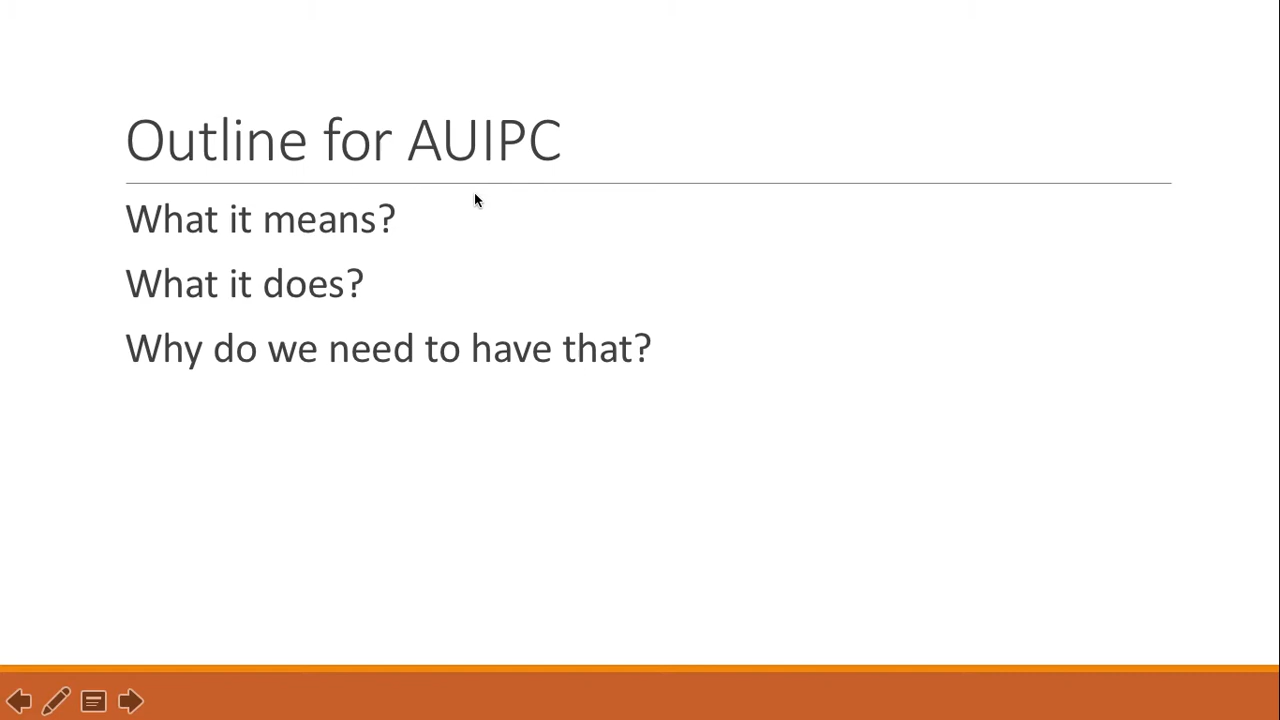 Outline for AUIPC
What it means?
What it does?
Why do we need to have that?